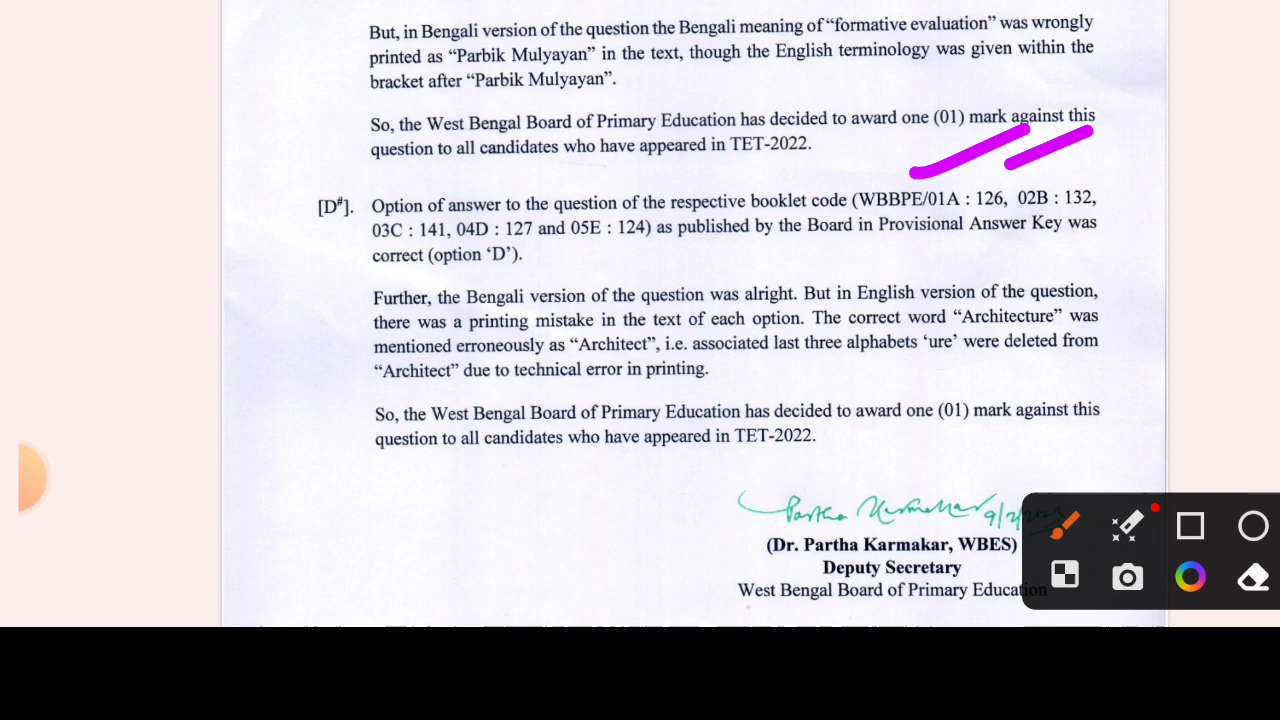 But, in Bengali version of the question the Bengali meaning of “formative evaluation” was wrongly
printed as “Parbik Mulyayan” in the text, though the English terminology was given within the
bracket after “Parbik Mulyayan”.
So, the West Bengal Board of Primary Education has decided to award one (01) mark against this
question to all candidates who have appeared in TET-2022.
[D#]. Option of answer to the question of the respective booklet code (WBBPE/01A : 126, 02B : 132,
03C : 141, 04D : 127 and 05E : 124) as published by the Board in Provisional Answer Key was
correct (option ‘D’).
Further, the Bengali version of the question was alright. But in English version of the question,
there was a printing mistake in the text of each option. The correct word “Architecture” was
mentioned erroneously as “Architect”, i.e. associated last three alphabets ‘ure’ were deleted from
“Architect” due to technical error in printing.
So, the West Bengal Board of Primary Education has decided to award one (01) mark against this
question to all candidates who have appeared in TET-2022.
Partha Karmakar 9/2/2023
(Dr. Partha Karmakar, WBES)
Deputy Secretary
West Bengal Board of Primary Education